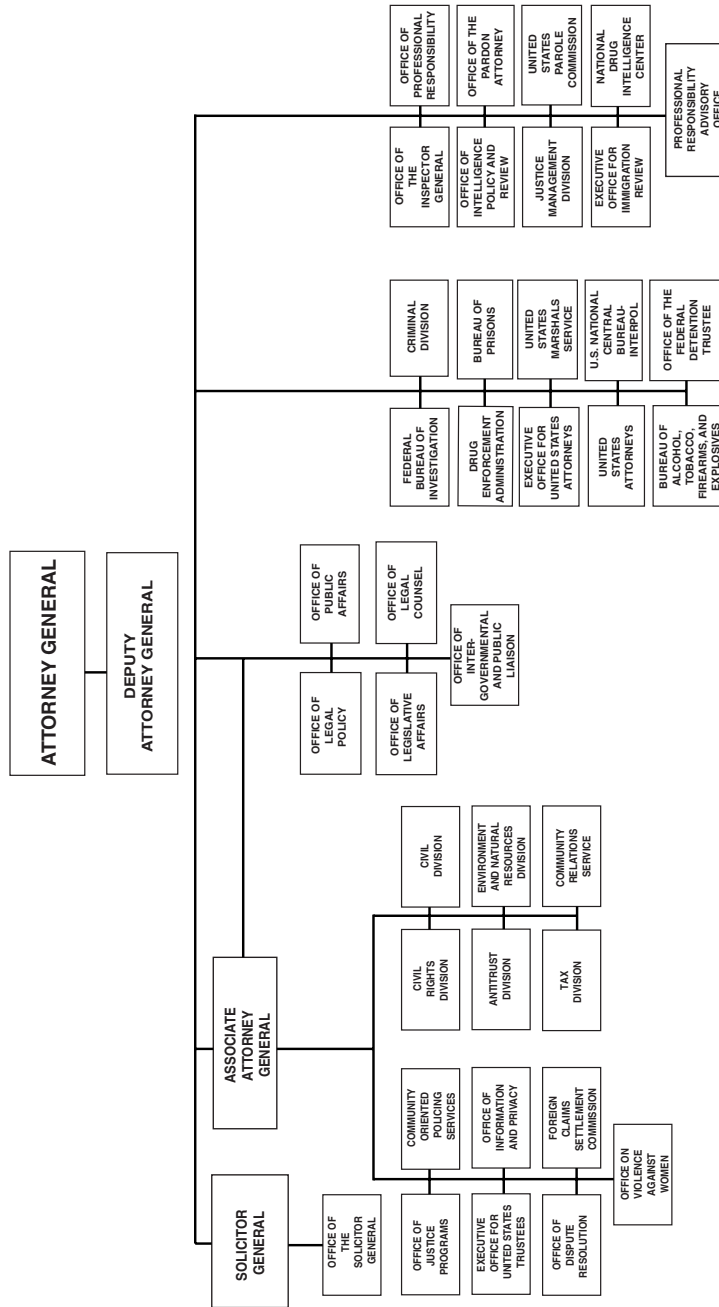 ATTORNEY GENERAL
DEPUTY
ATTORNEY GENERAL
SOLICITOR
GENERAL
OFFICE OF
THE
SOLICITOR
GENERAL
ASSOCIATE
ATTORNEY
GENERAL
OFFICE OF
JUSTICE
PROGRAMS
COMMUNITY
ORIENTED
POLICING
SERVICES
EXECUTIVE
OFFICE FOR
UNITED STATES
TRUSTEES
OFFICE OF
INFORMATION
AND PRIVACY
OFFICE OF
DISPUTE
RESOLUTION
FOREIGN
CLAIMS
SETTLEMENT
COMMISSION
OFFICE ON
VIOLENCE
AGAINST
WOMEN
CIVIL
RIGHTS
DIVISION
CIVIL
DIVISION
ANTITRUST
DIVISION
ENVIRONMENT
AND NATURAL
RESOURCES
DIVISION
TAX
DIVISION
COMMUNITY
RELATIONS
SERVICE
OFFICE OF
LEGAL
POLICY
OFFICE OF
PUBLIC
AFFAIRS
OFFICE OF
LEGISLATIVE
AFFAIRS
OFFICE OF
LEGAL
COUNSEL
OFFICE OF
INTER-
GOVERNMENTAL
AND PUBLIC
LIAISON
FEDERAL
BUREAU OF
INVESTIGATION
CRIMINAL
DIVISION
DRUG
ENFORCEMENT
ADMINISTRATION
BUREAU OF
PRISONS
EXECUTIVE
OFFICE FOR
UNITED STATES
ATTORNEYS
UNITED
STATES
MARSHALS
SERVICE
UNITED
STATES
ATTORNEYS
U.S. NATIONAL
CENTRAL
BUREAU-
INTERPOL
BUREAU OF
ALCOHOL,
TOBACCO,
FIREARMS, AND
EXPLOSIVES
OFFICE OF THE
FEDERAL
DETENTION
TRUSTEE
OFFICE OF
THE
INSPECTOR
GENERAL
OFFICE OF
PROFESSIONAL
RESPONSIBILITY
OFFICE OF
INTELLIGENCE
POLICY AND
REVIEW
OFFICE OF THE
PARDON
ATTORNEY
JUSTICE
MANAGEMENT
DIVISION
UNITED
STATES
PAROLE
COMMISSION
EXECUTIVE
OFFICE FOR
IMMIGRATION
REVIEW
NATIONAL
DRUG
INTELLIGENCE
CENTER
PROFESSIONAL
RESPONSIBILITY
ADVISORY
OFFICE